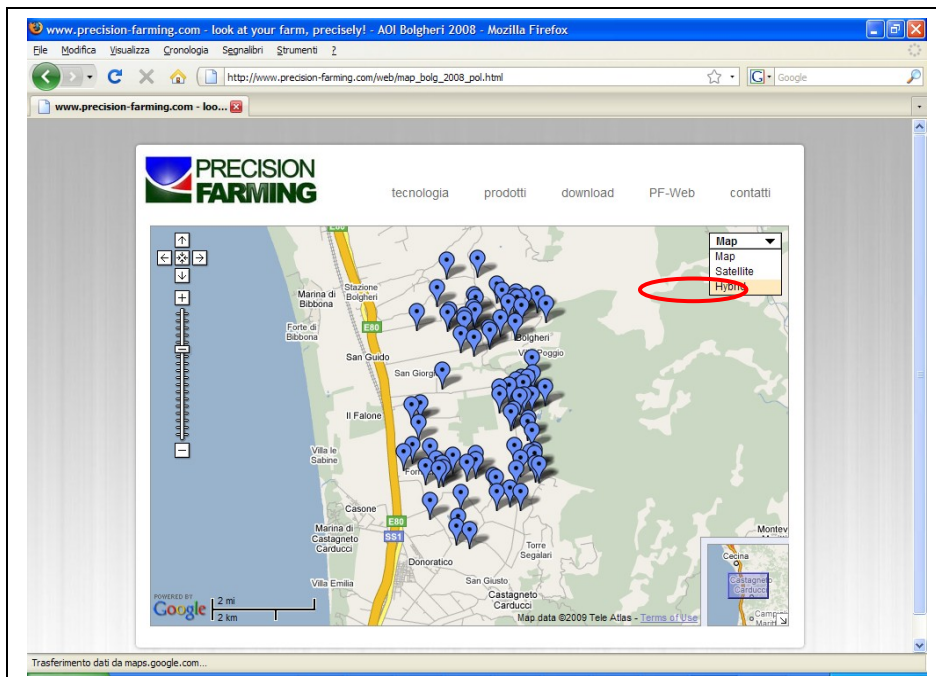 www.precision-farming.com - look at your farm, precisely! - AOI Bolgheri 2008 - Mozilla Firefox
File Modifica Visualizza Cronologia Segnalibri Strumenti ?
http://www.precision-farming.com/web/map_bolg_2008_pol.html
G Google
www.precision-farming.com - loo...
PRECISION
FARMING
tecnologia prodotti download PF-Web contatti
E80
Map
Map
Satellite
Hybrid
Stazione
Bolgheri
Marina di
Bibbona
Forte di
Bibbona
E80
Bolgheri
San Guido
Poggio
San Giorgi
Il Falone
Villa le
Sabine
Casone
E80
SS1
Marina di
Castagneto
Carducci
Donoratico
Torre
Segalari
Villa Emilia
San Giusto
Castagneto
Carducci
Montev
Cecina
Castagneto
Carducci
POWERED BY
Google
2 mi
2 km
Map data ©2009 Tele Atlas - Terms of Use
Trasferimento dati da maps.google.com...